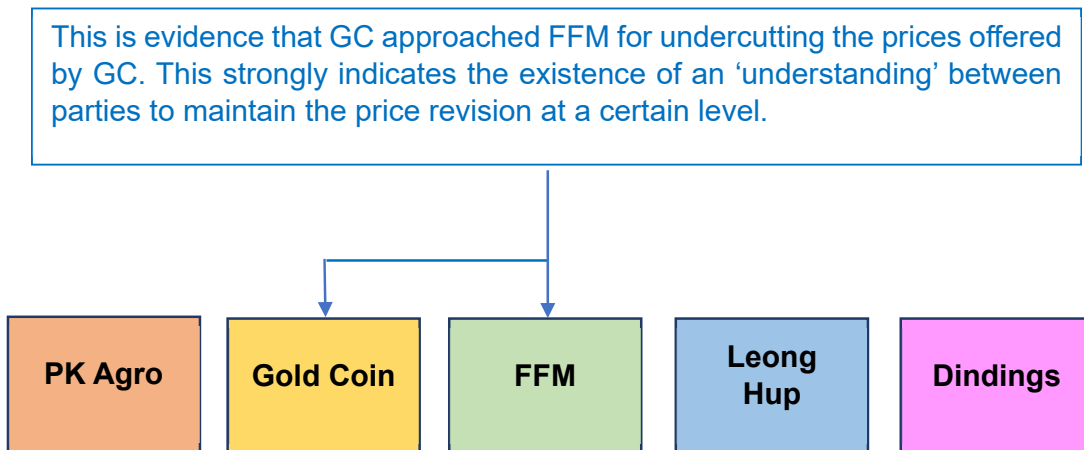 This is evidence that GC approached FFM for undercutting the prices offered
by GC. This strongly indicates the existence of an ‘understanding’ between
parties to maintain the price revision at a certain level.
PK Agro
Gold Coin
FFM
Leong
Hup
Dindings